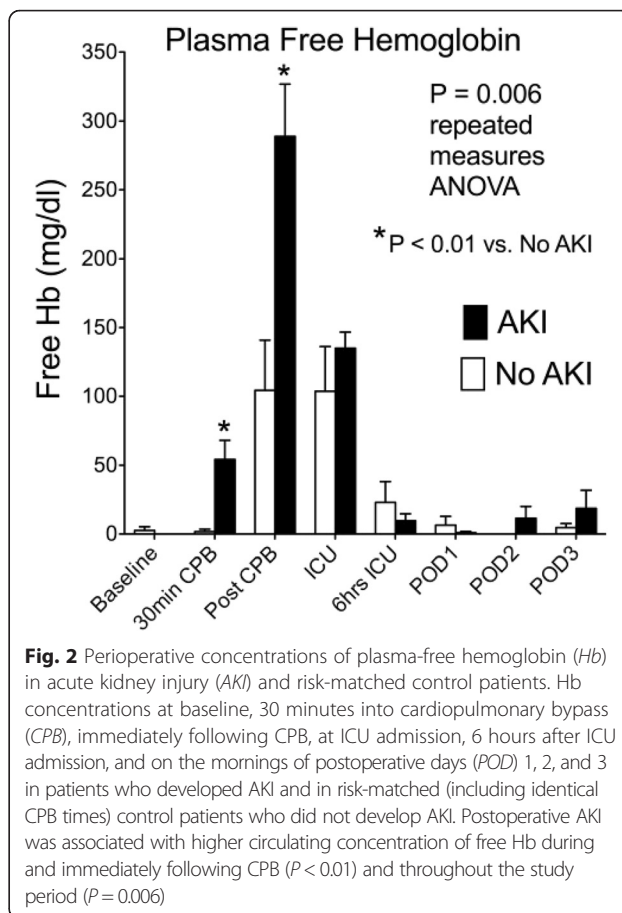 Plasma Free Hemoglobin
P = 0.006
repeated
measures
ANOVA
*P < 0.01 vs. No AKI
AKI
No AKI
Free Hb (mg/dl)
350
300
250
200
150
100
50
0
*
*
Baseline
30min CPB
Post CPB
ICU
6hrs ICU
POD1
POD2
POD3
Fig. 2 Perioperative concentrations of plasma-free hemoglobin (Hb)
in acute kidney injury (AKI) and risk-matched control patients. Hb
concentrations at baseline, 30 minutes into cardiopulmonary bypass
(CPB), immediately following CPB, at ICU admission, 6 hours after ICU
admission, and on the mornings of postoperative days (POD) 1, 2, and 3
in patients who developed AKI and in risk-matched (including identical
CPB times) control patients who did not develop AKI. Postoperative AKI
was associated with higher circulating concentration of free Hb during
and immediately following CPB (P < 0.01) and throughout the study
period (P = 0.006)